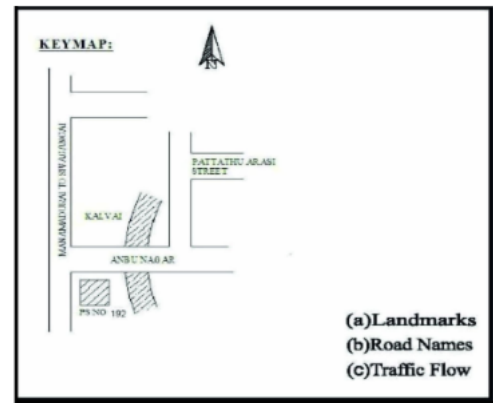 KEYMAP:
N
PATTATHU ARASI
STREET
KALVAI
ANBU NAGAR
PS NO 192
(a)Landmarks
(b)Road Names
(c)Traffic Flow